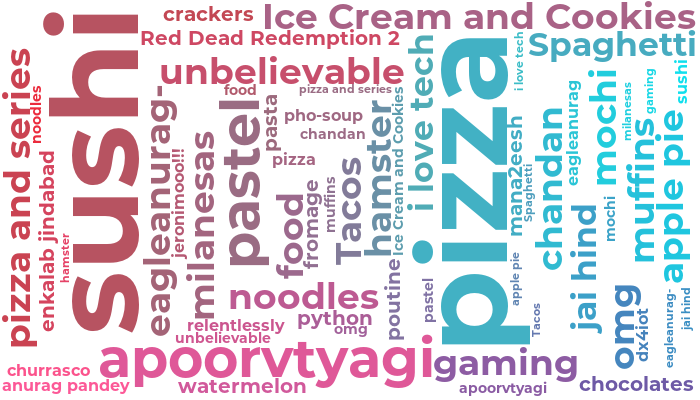 crackers
Ice Cream and Cookies
Red Dead Redemption 2
Spaghetti
unbelievable
sushi
pizza and series
noodles
enkalab jindabad
hamster
eagleanurag-
jeronimooo!!!
milanesas
food
pastel
pasta
pizza and series
pho-soup
chandan
pizza
food
fromage
muffins
Tacos
hamster
Ice Cream and Cookies
i love tech
pizza
i love tech
mana2eesh
Spaghetti
chandan
eagleanurag
mochi
milanesas
gaming
muffins
sushi
apple pie
mochi
jai hind
apple pie
Tacos
omg
dx4iot
eagleanurag-
jai hind
poutine
pastel
noodles
python
omg
relentlessly
unbelievable
apoorvtyagi
gaming
churrasco
anurag pandey
watermelon
apoorvtyagi
chocolates